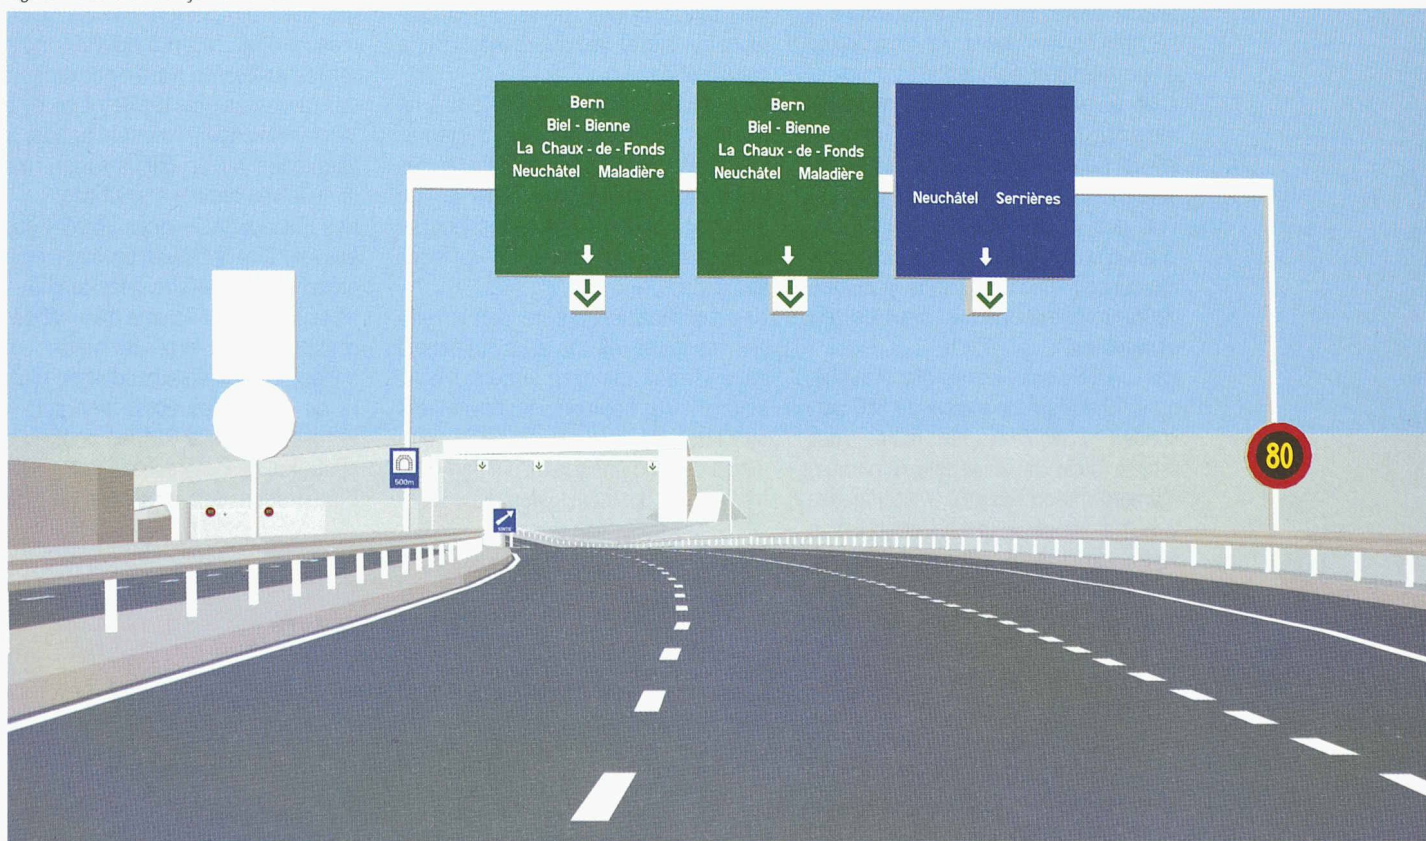 Bern
Biel - Bienne
La Chaux - de - Fonds
Neuchâtel Maladière
Bern
Biel - Bienne
La Chaux - de - Fonds
Neuchâtel Maladière
Neuchâtel Serrières
80
500m